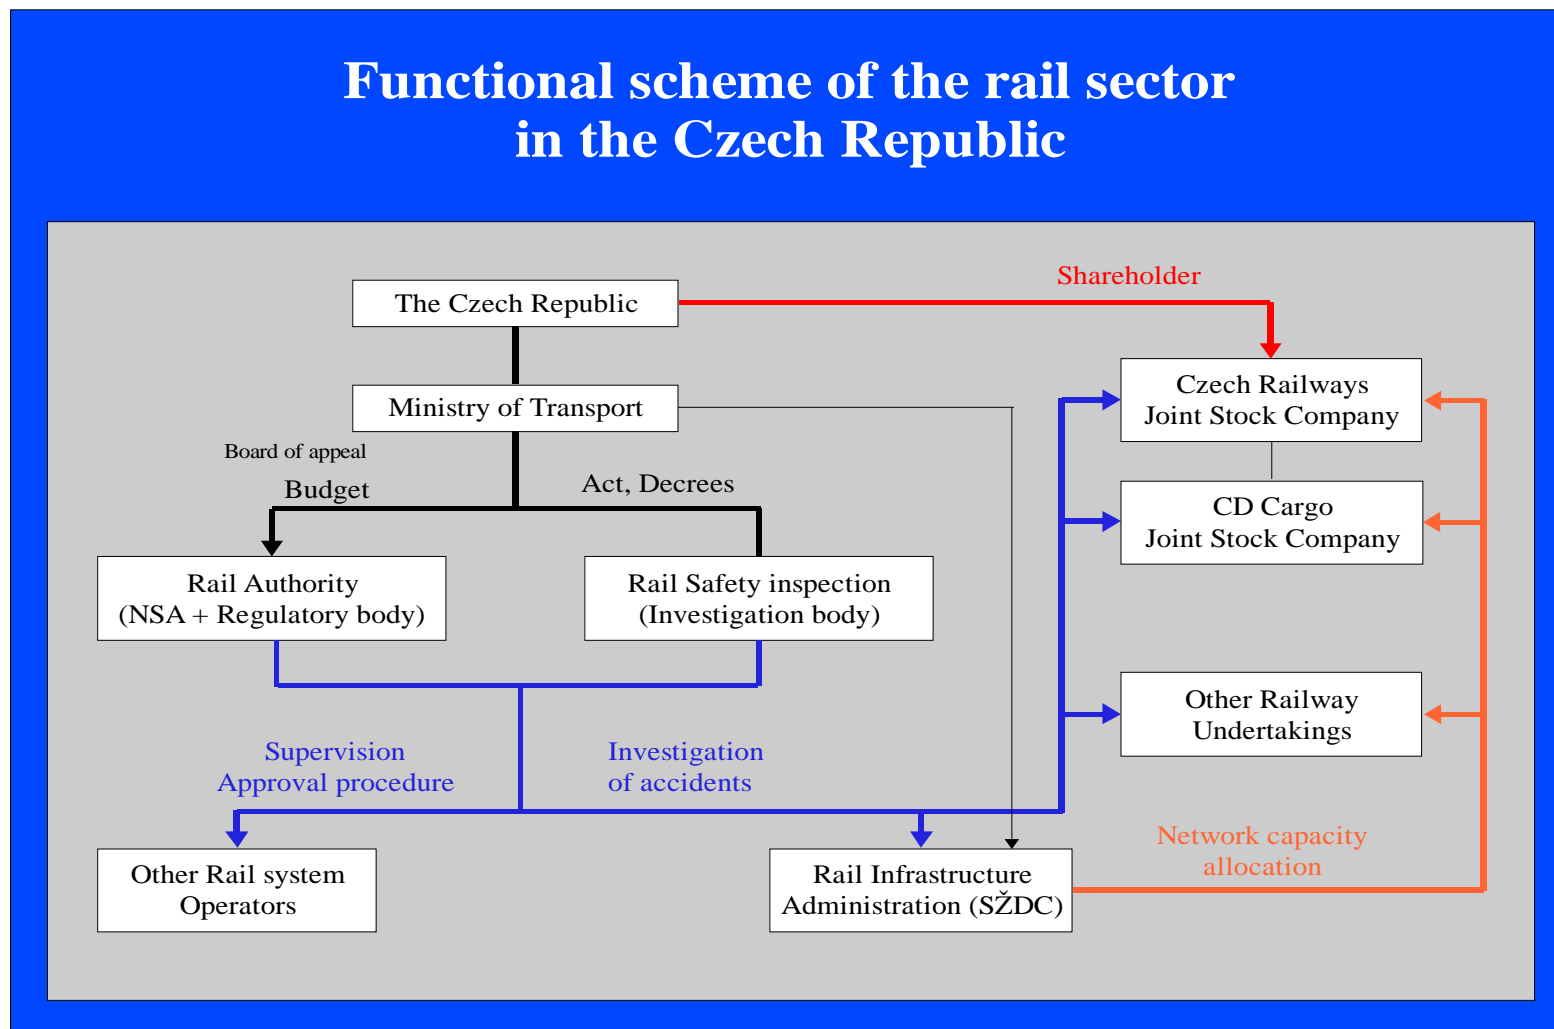 Functional scheme of the rail sector
in the Czech Republic
Shareholder
The Czech Republic
Ministry of Transport
Czech Railways
Joint Stock Company
Board of appeal
Budget
Act, Decrees
CD Cargo
Joint Stock Company
Rail Authority
(NSA + Regulatory body)
Rail Safety inspection
(Investigation body)
Other Railway
Undertakings
Supervision
Approval procedure
Investigation
of accidents
Network capacity
allocation
Other Rail system
Operators
Rail Infrastructure
Administration (SŽDC)